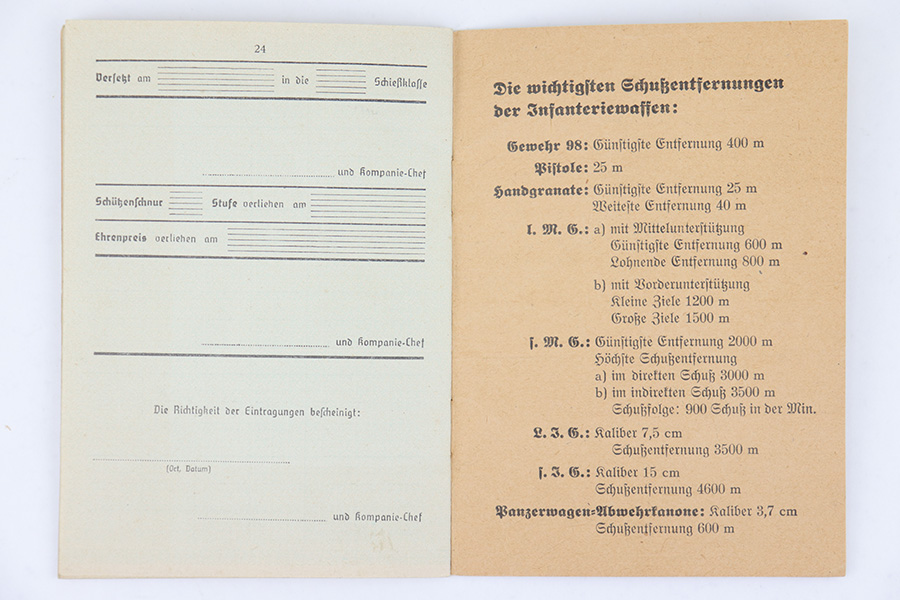 24
Versetzt am in die Schießklasse
und Kompanie-Chef
Schützenschnur Stufe verliehen am
Ehrenpreis verliehen am
und Kompanie-Chef
Die Richtigkeit der Eintragungen bescheinigt:
(Ort, Datum)
und Kompanie-Chef
Die wichtigsten Schußentfernungen
der Infanteriewaffen:
Gewehr 98: Günstigste Entfernung 400 m
Pistole: 25 m
Handgranate: Günstigste Entfernung 25 m
Weiteste Entfernung 40 m
l. M. G.: a) mit Mittelunterstützung
Günstigste Entfernung 600 m
Lohnende Entfernung 800 m
b) mit Vorderunterstützung
Kleine Ziele 1200 m
Große Ziele 1500 m
s. M. G.: Günstigste Entfernung 2000 m
Höchste Schußentfernung
a) im direkten Schuß 3000 m
b) im indirekten Schuß 3500 m
Schußfolge: 900 Schuß in der Min.
L. J. G.: Kaliber 7,5 cm
Schußentfernung 3500 m
s. J. G.: Kaliber 15 cm
Schußentfernung 4600 m
Panzerwagen=Abwehrkanone: Kaliber 3,7 cm
Schußentfernung 600 m